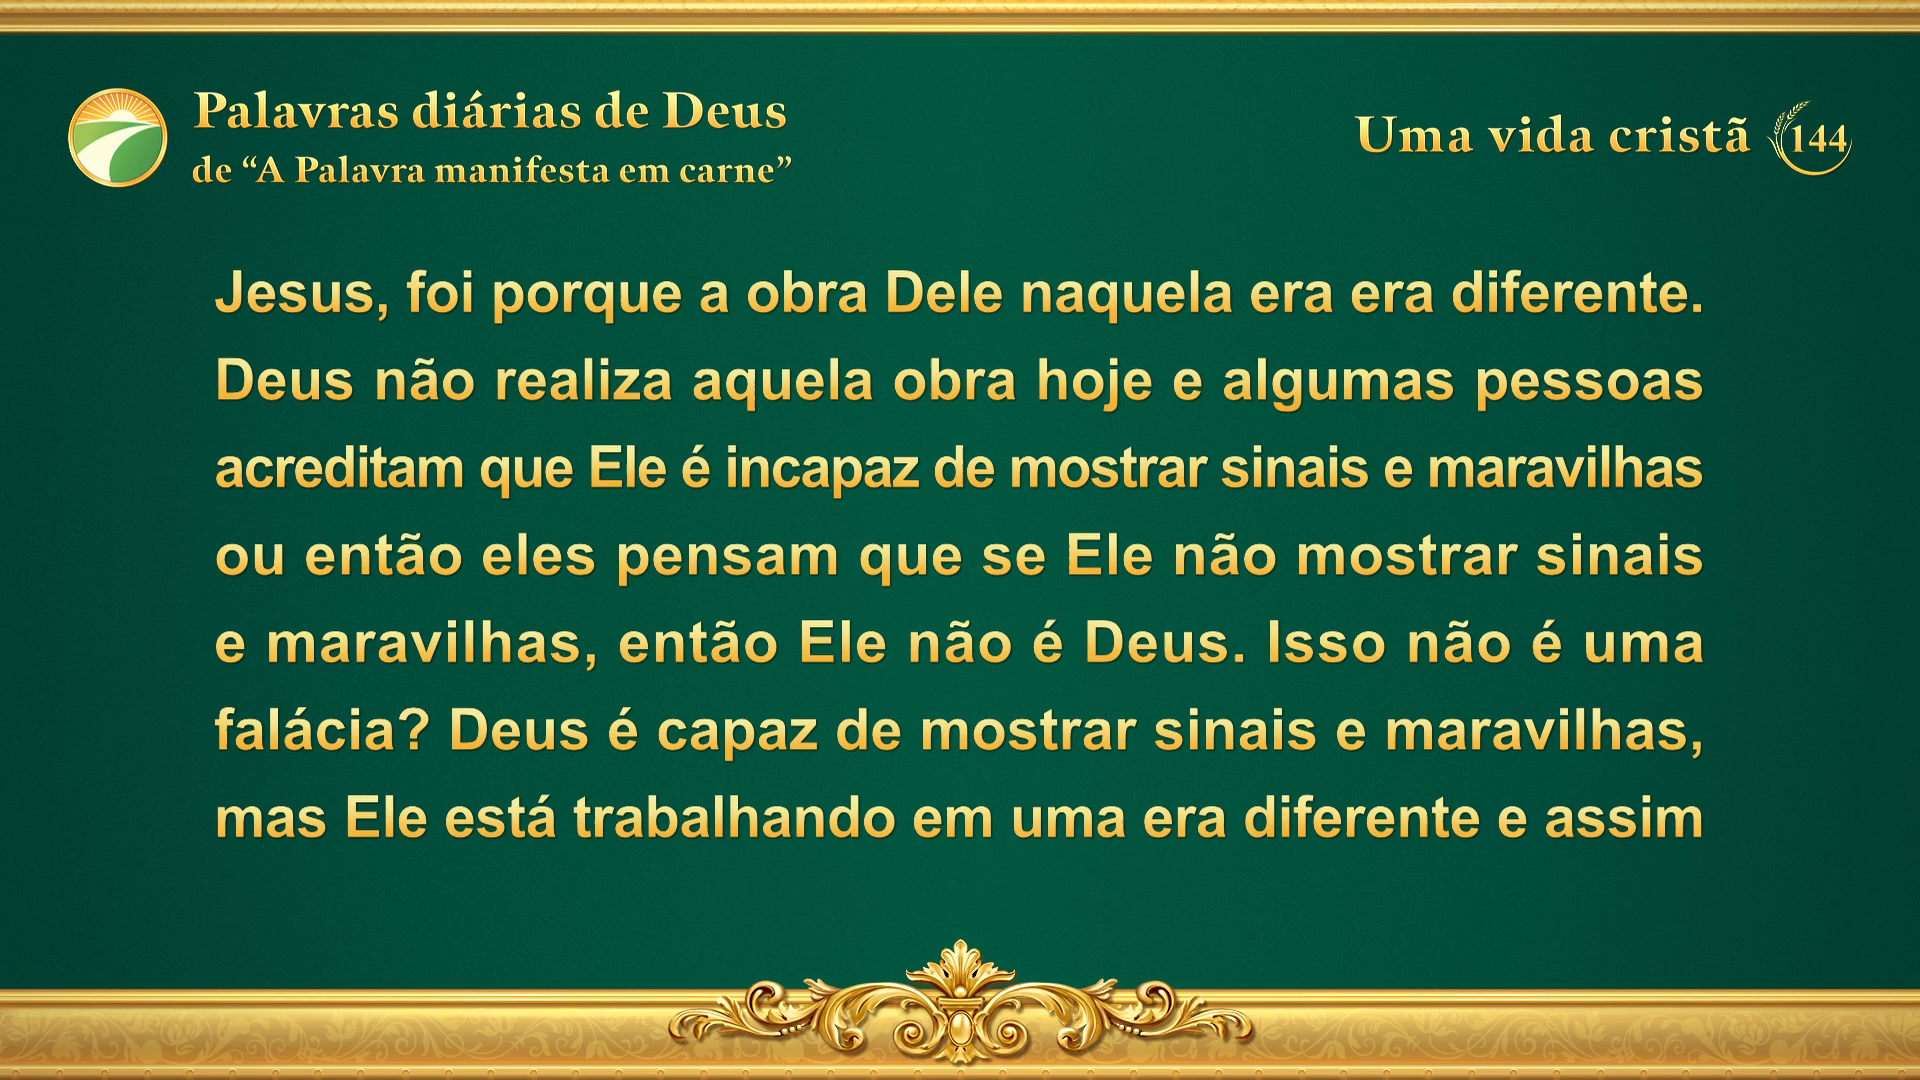 Palavras diárias de Deus
de “A Palavra manifesta em carne”
Uma vida cristã 144
Jesus, foi porque a obra Dele naquela era era diferente.
Deus não realiza aquela obra hoje e algumas pessoas
acreditam que Ele é incapaz de mostrar sinais e maravilhas
ou então eles pensam que se Ele não mostrar sinais
e maravilhas, então Ele não é Deus. Isso não é uma
falácia? Deus é capaz de mostrar sinais e maravilhas,
mas Ele está trabalhando em uma era diferente e assim